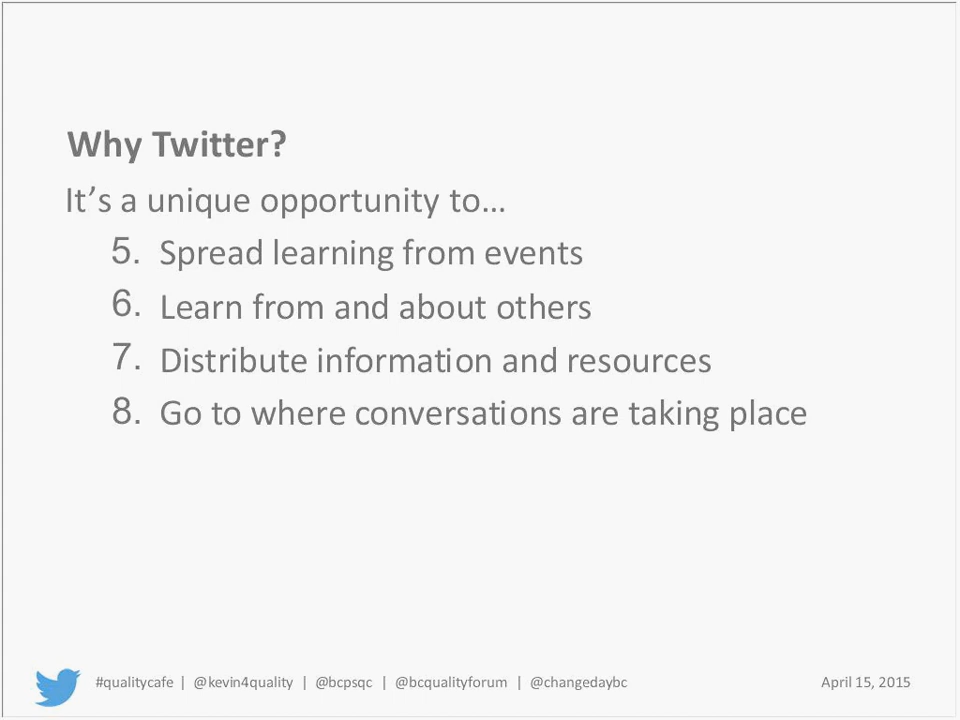 Why Twitter?
It’s a unique opportunity to…
5. Spread learning from events
6. Learn from and about others
7. Distribute information and resources
8. Go to where conversations are taking place
#qualitycafe | @kevin4quality | @bcpsqc | @bcqualityforum | @changedaybc April 15, 2015